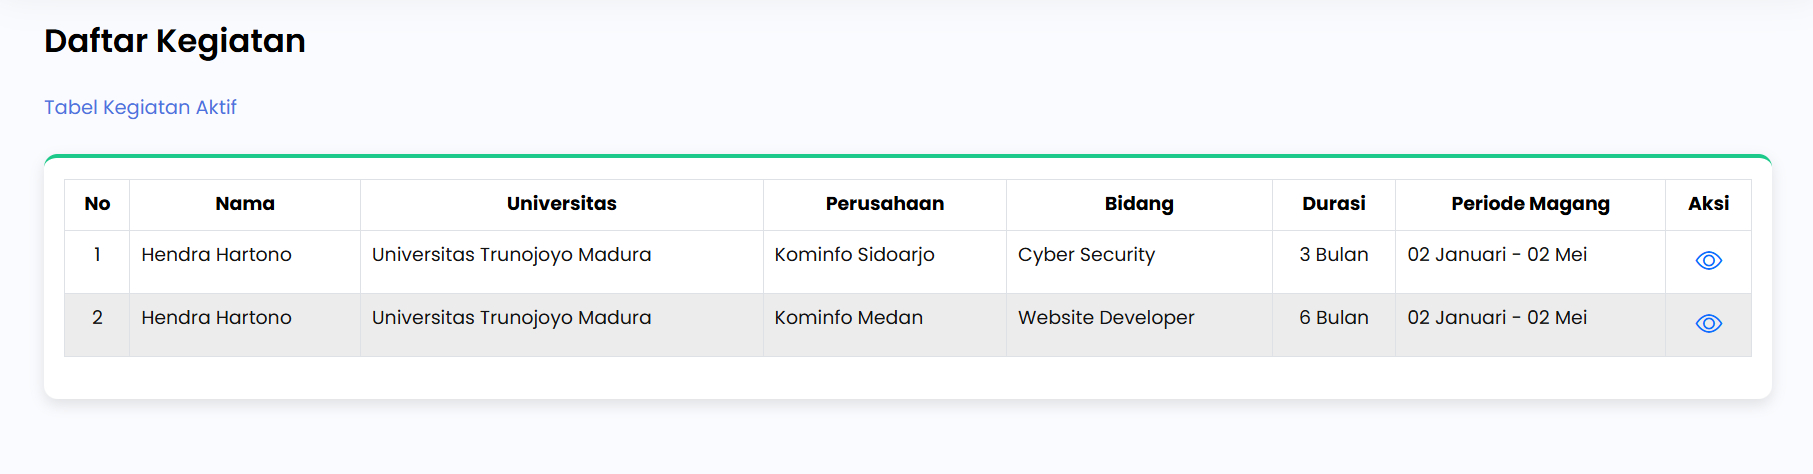 Daftar Kegiatan
Tabel Kegiatan Aktif
No Nama Universitas Perusahaan Bidang Durasi Periode Magang Aksi
1 Hendra Hartono Universitas Trunojoyo Madura Kominfo Sidoarjo Cyber Security 3 Bulan 02 Januari - 02 Mei
2 Hendra Hartono Universitas Trunojoyo Madura Kominfo Medan Website Developer 6 Bulan 02 Januari - 02 Mei